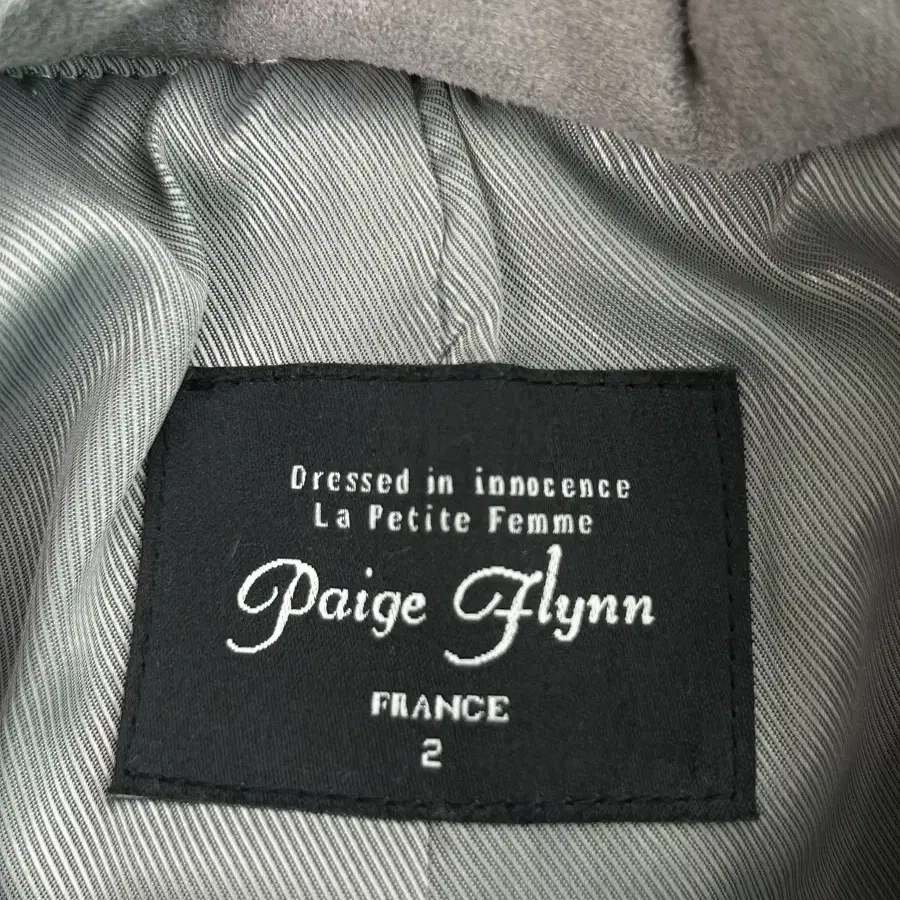 Dressed in innocence
La Petite Femme
Paige Flynn
FRANCE
2